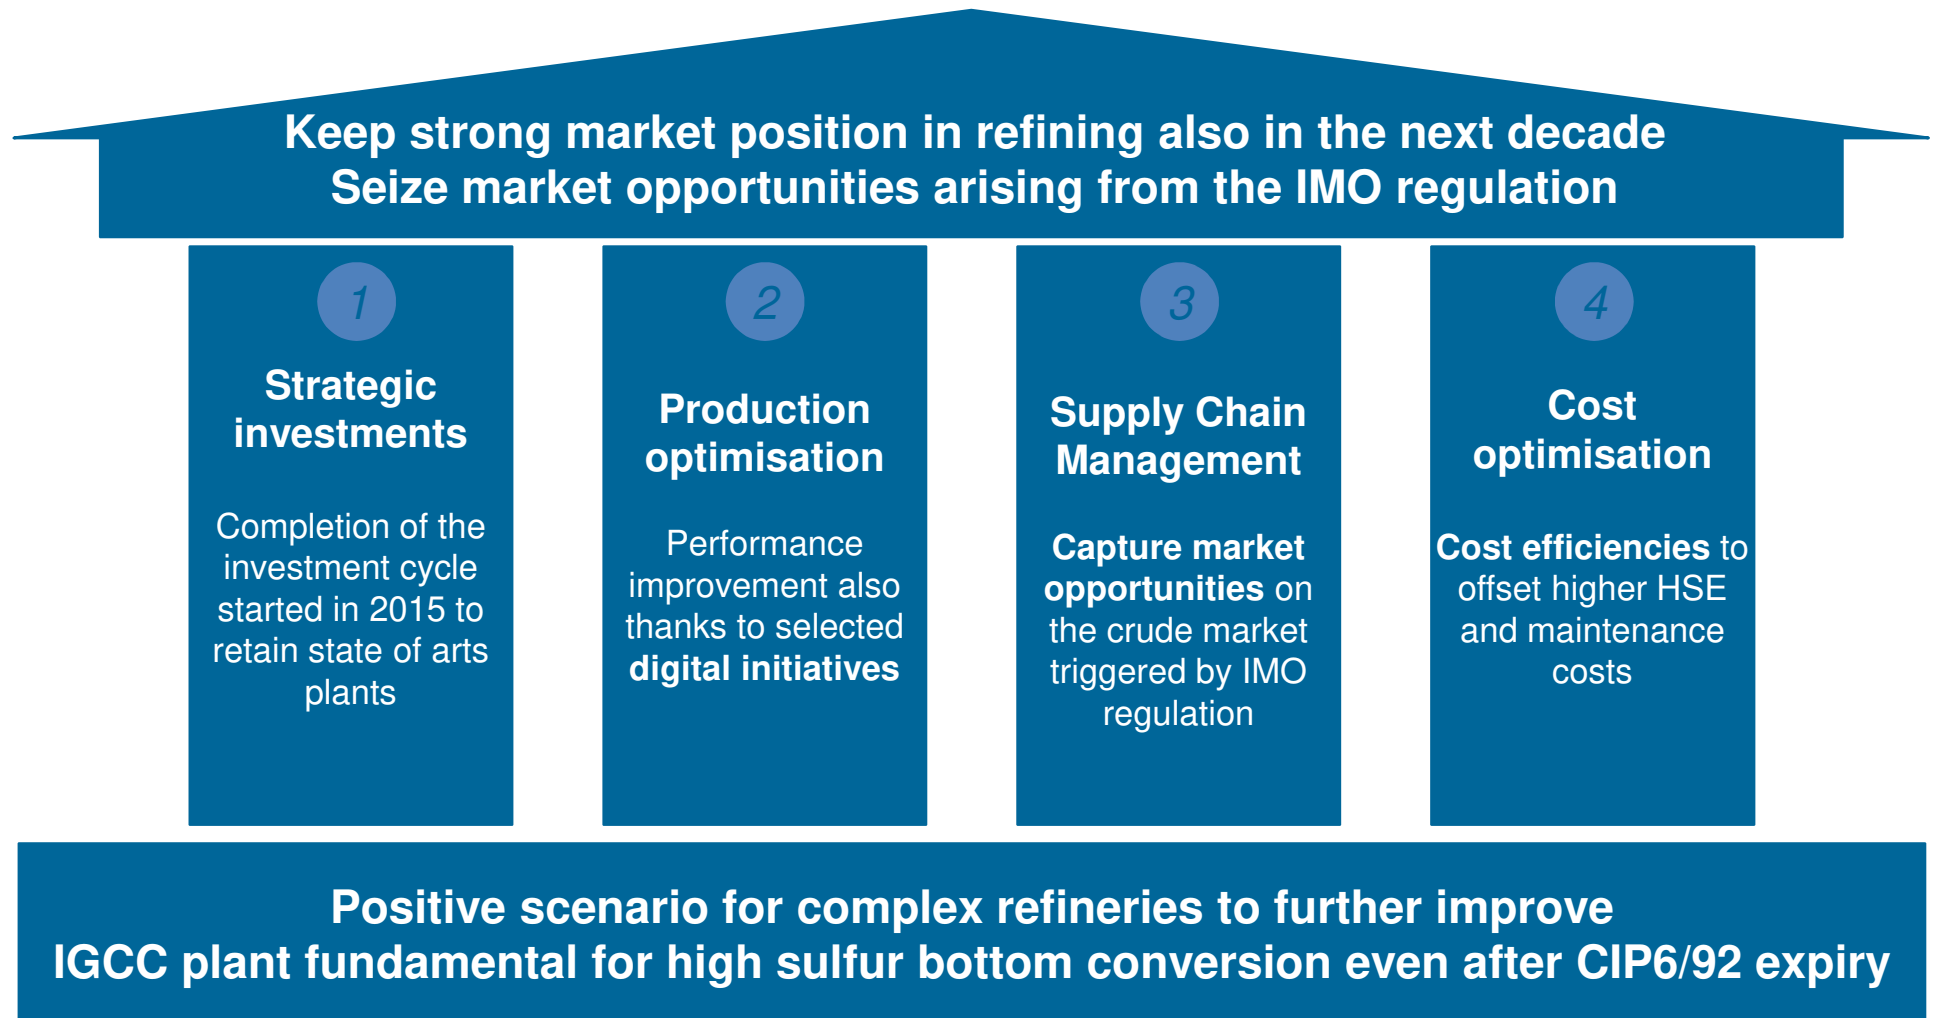 Keep strong market position in refining also in the next decade
Seize market opportunities arising from the IMO regulation
1
Strategic
investments
Completion of the
investment cycle
started in 2015 to
retain state of arts
plants
2
Production
optimisation
Performance
improvement also
thanks to selected
digital initiatives
3
Supply Chain
Management
Capture market
opportunities on
the crude market
triggered by IMO
regulation
4
Cost
optimisation
Cost efficiencies to
offset higher HSE
and maintenance
costs
Positive scenario for complex refineries to further improve
IGCC plant fundamental for high sulfur bottom conversion even after CIP6/92 expiry